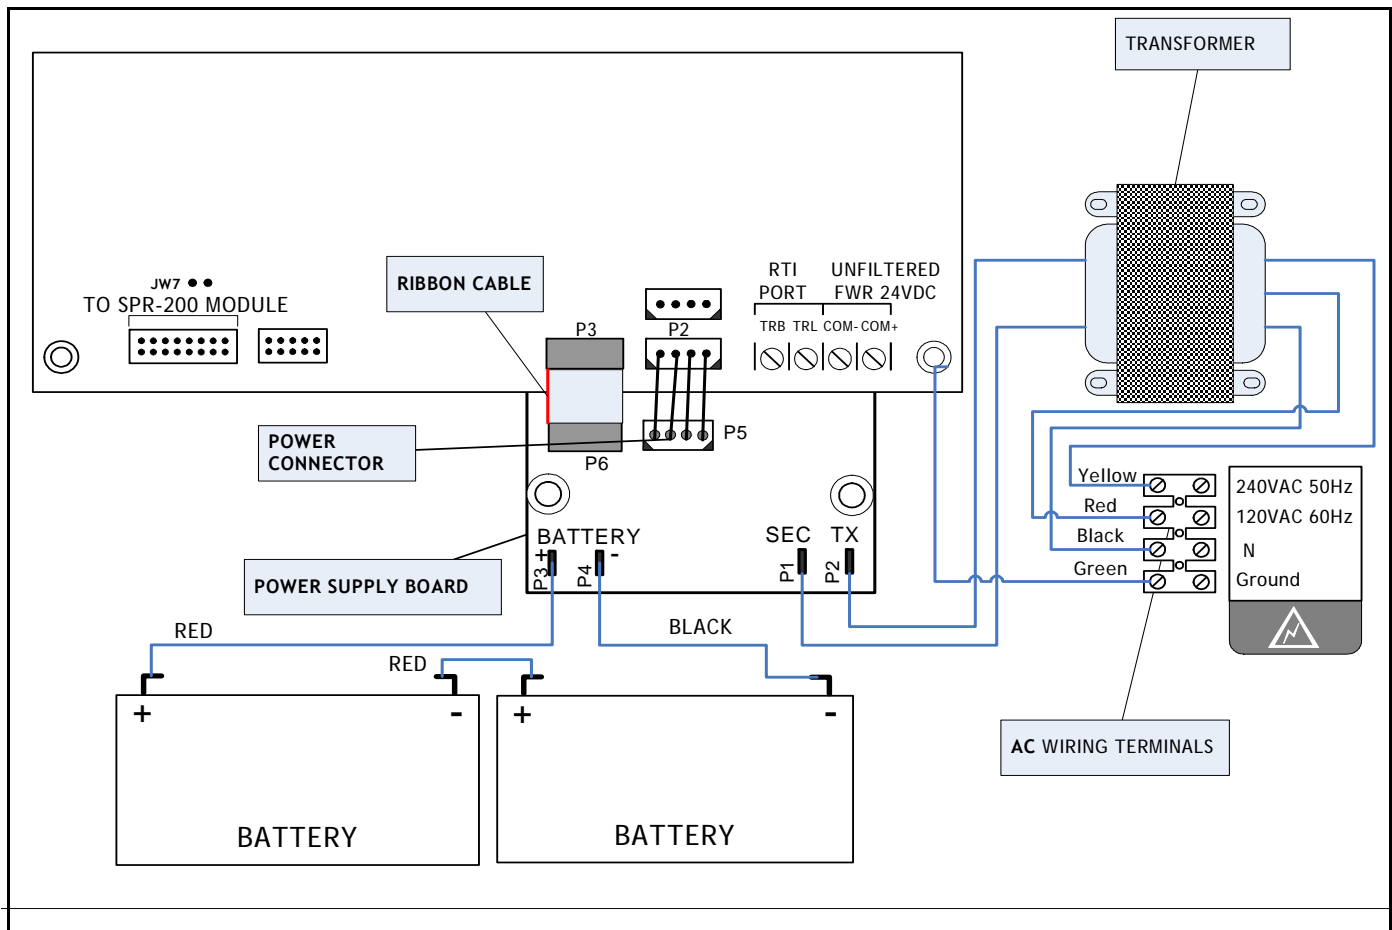 TRANSFORMER
RIBBON CABLE
RTI
PORT
UNFILTERED
FWR 24VDC
JW7
TO SPR-200 MODULE
P3
P2
TRB TRL COM- COM+
POWER
CONNECTOR
P5
P6
Yellow
Red
Black
Green
240VAC 50Hz
120VAC 60Hz
N
Ground
BATTERY
+
-
SEC TX
P3
P4
P1
P2
POWER SUPPLY BOARD
RED
BLACK
RED
AC WIRING TERMINALS
+
-
+
-
BATTERY
BATTERY